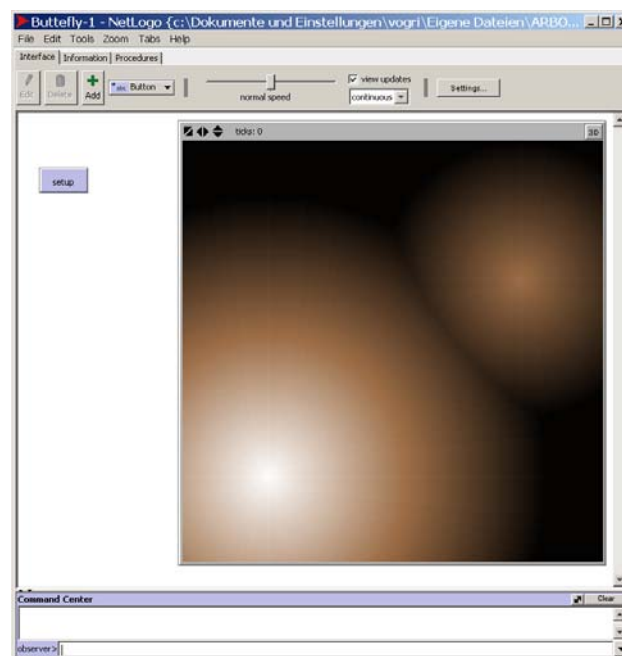 Buttefly-1 - NetLogo {c:\Dokumente und Einstellungen\vogri\Eigene Dateien\ARBO...
File Edit Tools Zoom Tabs Help
Interface Information Procedures
Edit Delete Add abc Button normal speed view updates continuous Settings...
ticks: 0 3D
setup
Command Center Clear
observer>